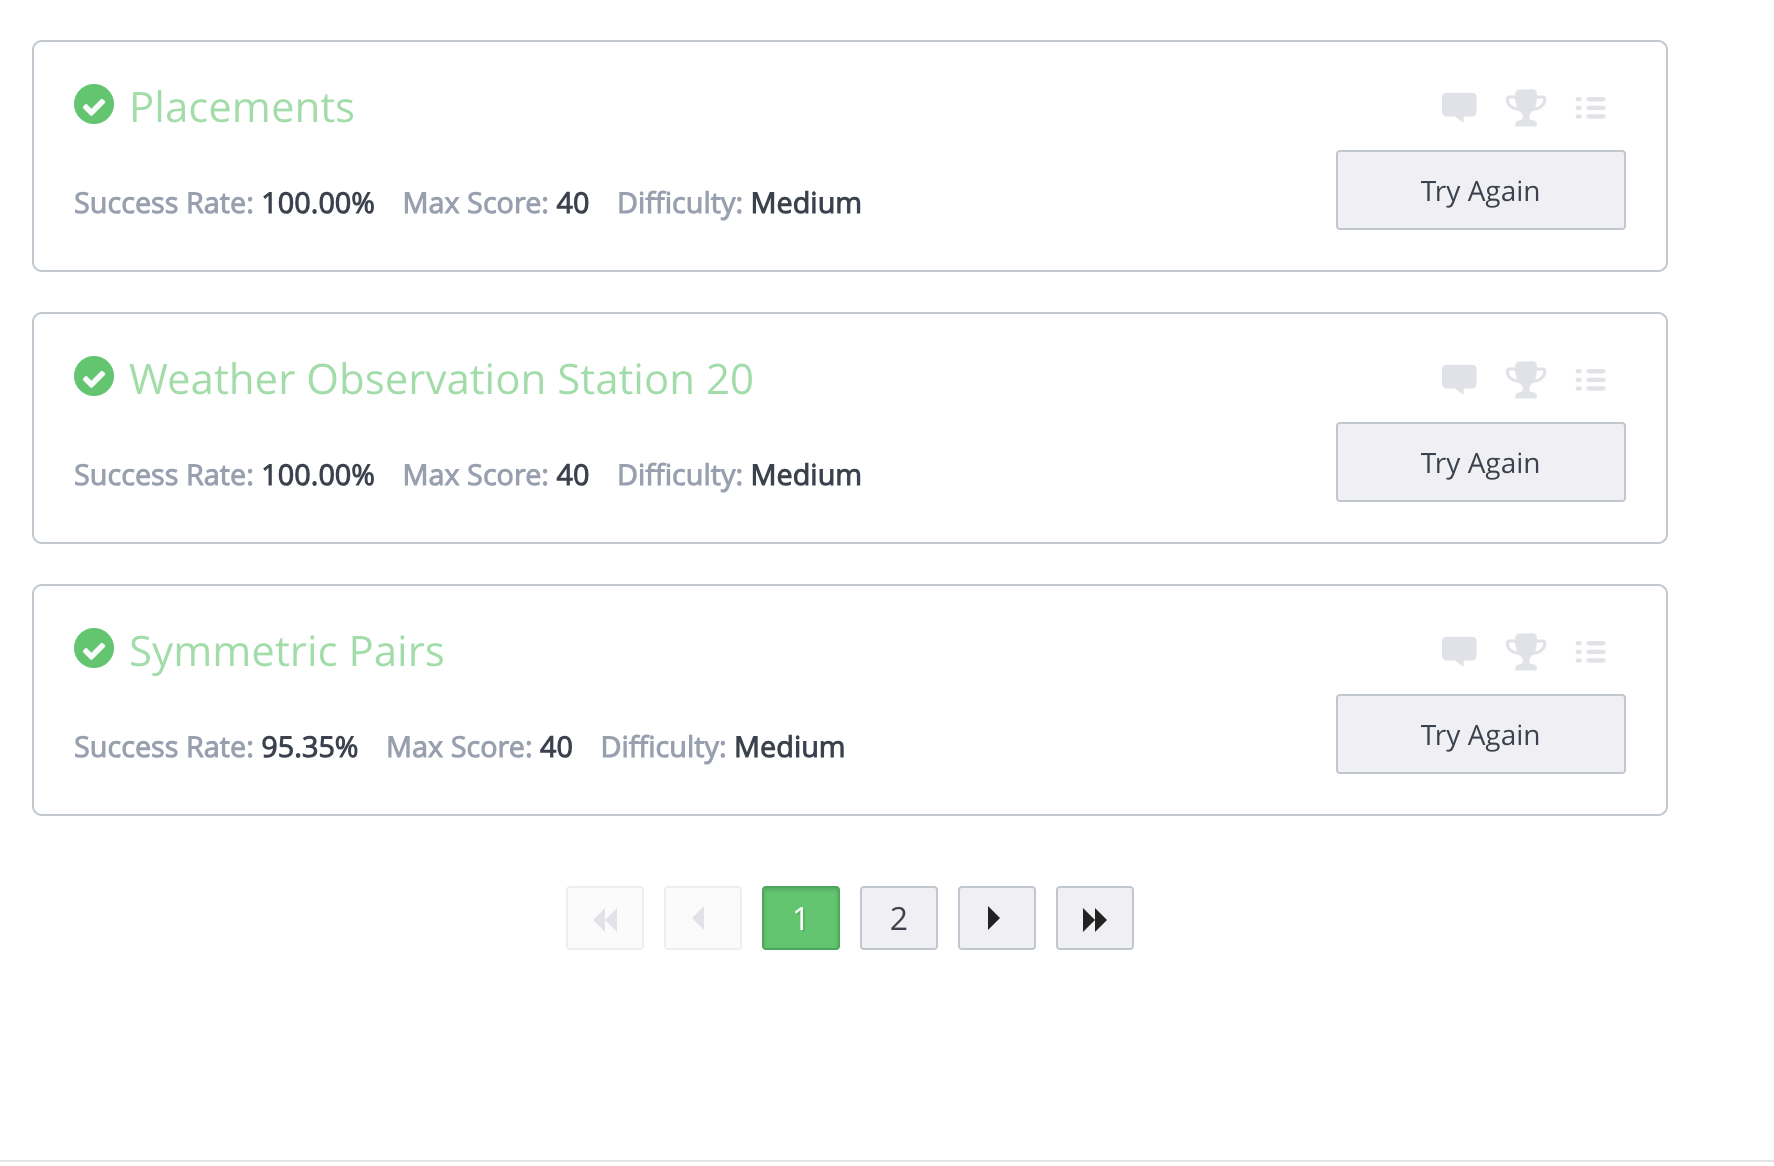 Placements
Success Rate: 100.00% Max Score: 40 Difficulty: Medium
Try Again
Weather Observation Station 20
Success Rate: 100.00% Max Score: 40 Difficulty: Medium
Try Again
Symmetric Pairs
Success Rate: 95.35% Max Score: 40 Difficulty: Medium
Try Again
1 2